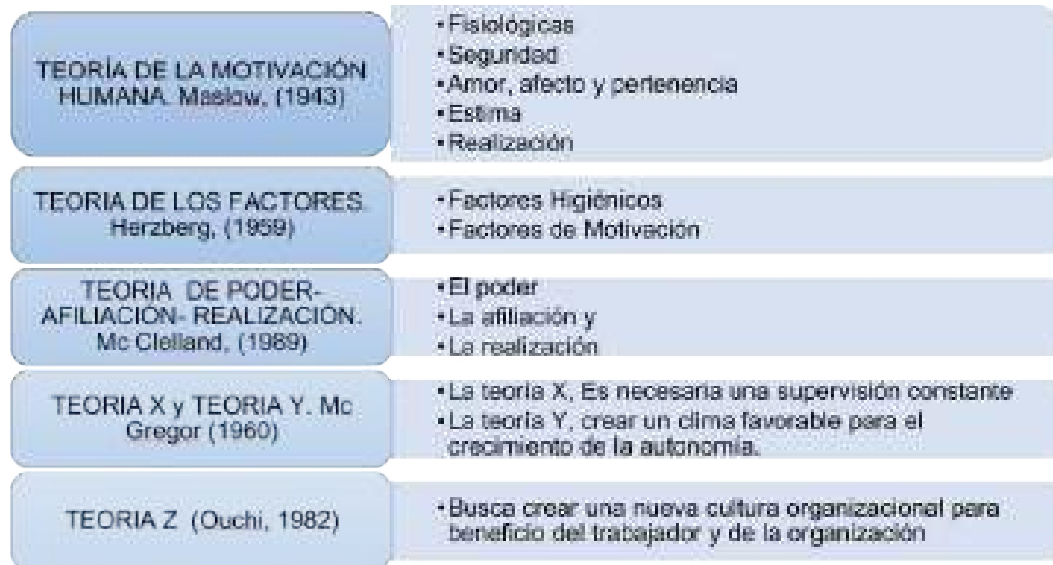 TEORÍA DE LA MOTIVACIÓN
HUMANA. Maslow, (1943)
•Fisiológicas
•Seguridad
•Amor, afecto y pertenencia
•Estima
•Realización
TEORIA DE LOS FACTORES.
Herzberg, (1959)
•Factores Higiénicos
•Factores de Motivación
TEORIA DE PODER-
AFILIACIÓN- REALIZACIÓN.
Mc Clelland, (1989)
•El poder
•La afiliación y
•La realización
TEORIA X y TEORIA Y. Mc
Gregor (1960)
•La teoría X, Es necesaria una supervisión constante
•La teoría Y, crear un clima favorable para el
crecimiento de la autonomía.
TEORIA Z (Ouchi, 1982)
•Busca crear una nueva cultura organizacional para
beneficio del trabajador y de la organización